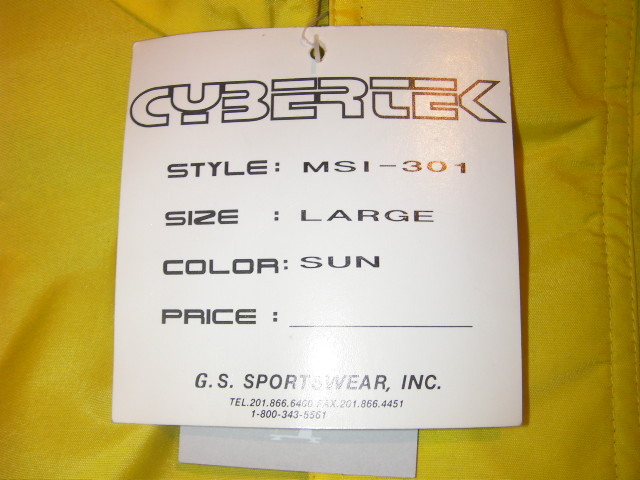 CYBERTEK
STYLE: MSI-301
SIZE : LARGE
COLOR: SUN
PRICE : ____________
G.S. SPORTSWEAR, INC.
TEL.201.866.6400.FAX.201.866.4451
1-800-343-5561